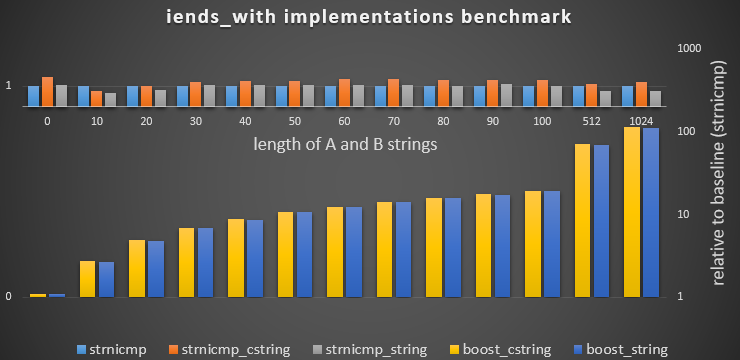 iends_with implementations benchmark
1000
1
0 10 20 30 40 50 60 70 80 90 100 512 1024
length of A and B strings
100
10
0
1
relative to baseline (strnicmp)
strnicmp strnicmp_cstring strnicmp_string boost_cstring boost_string